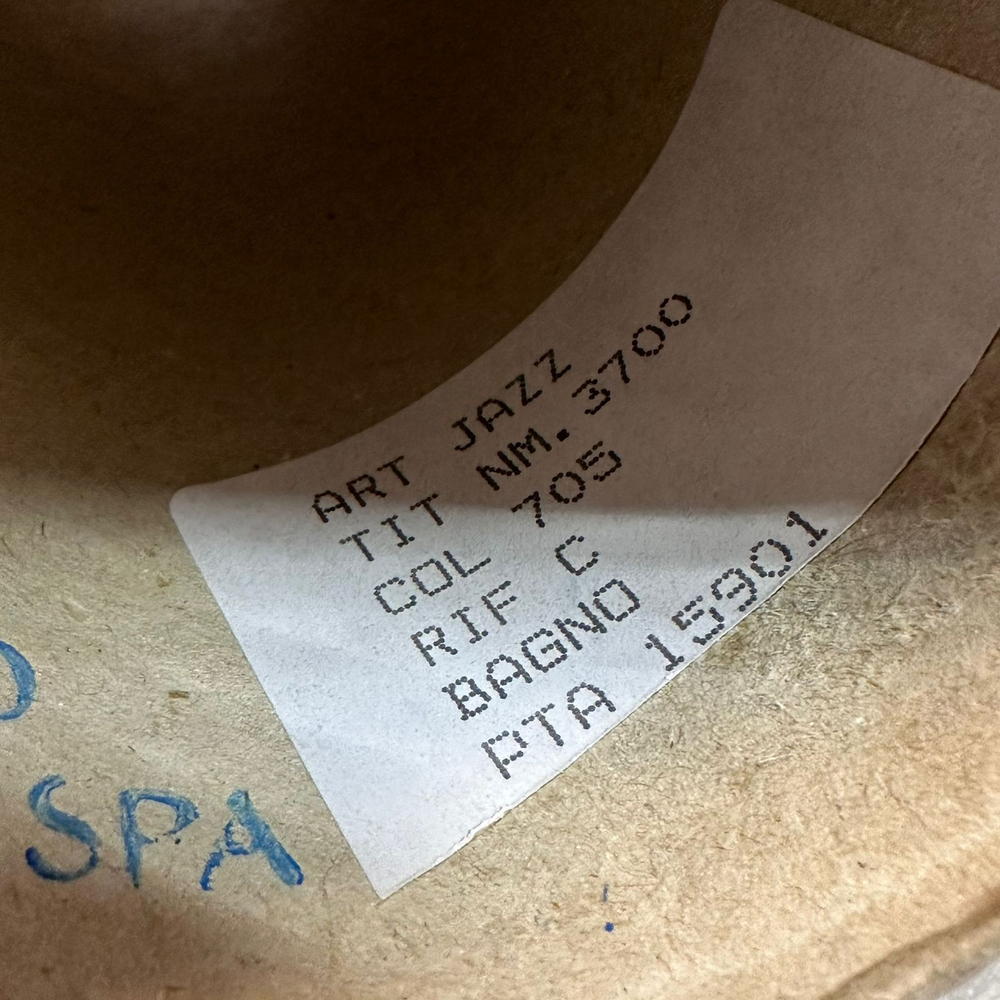 ART JAZZ
TIT NM. 3700
COL 705
RIF C
BAGNO
PTA 15901
SPA